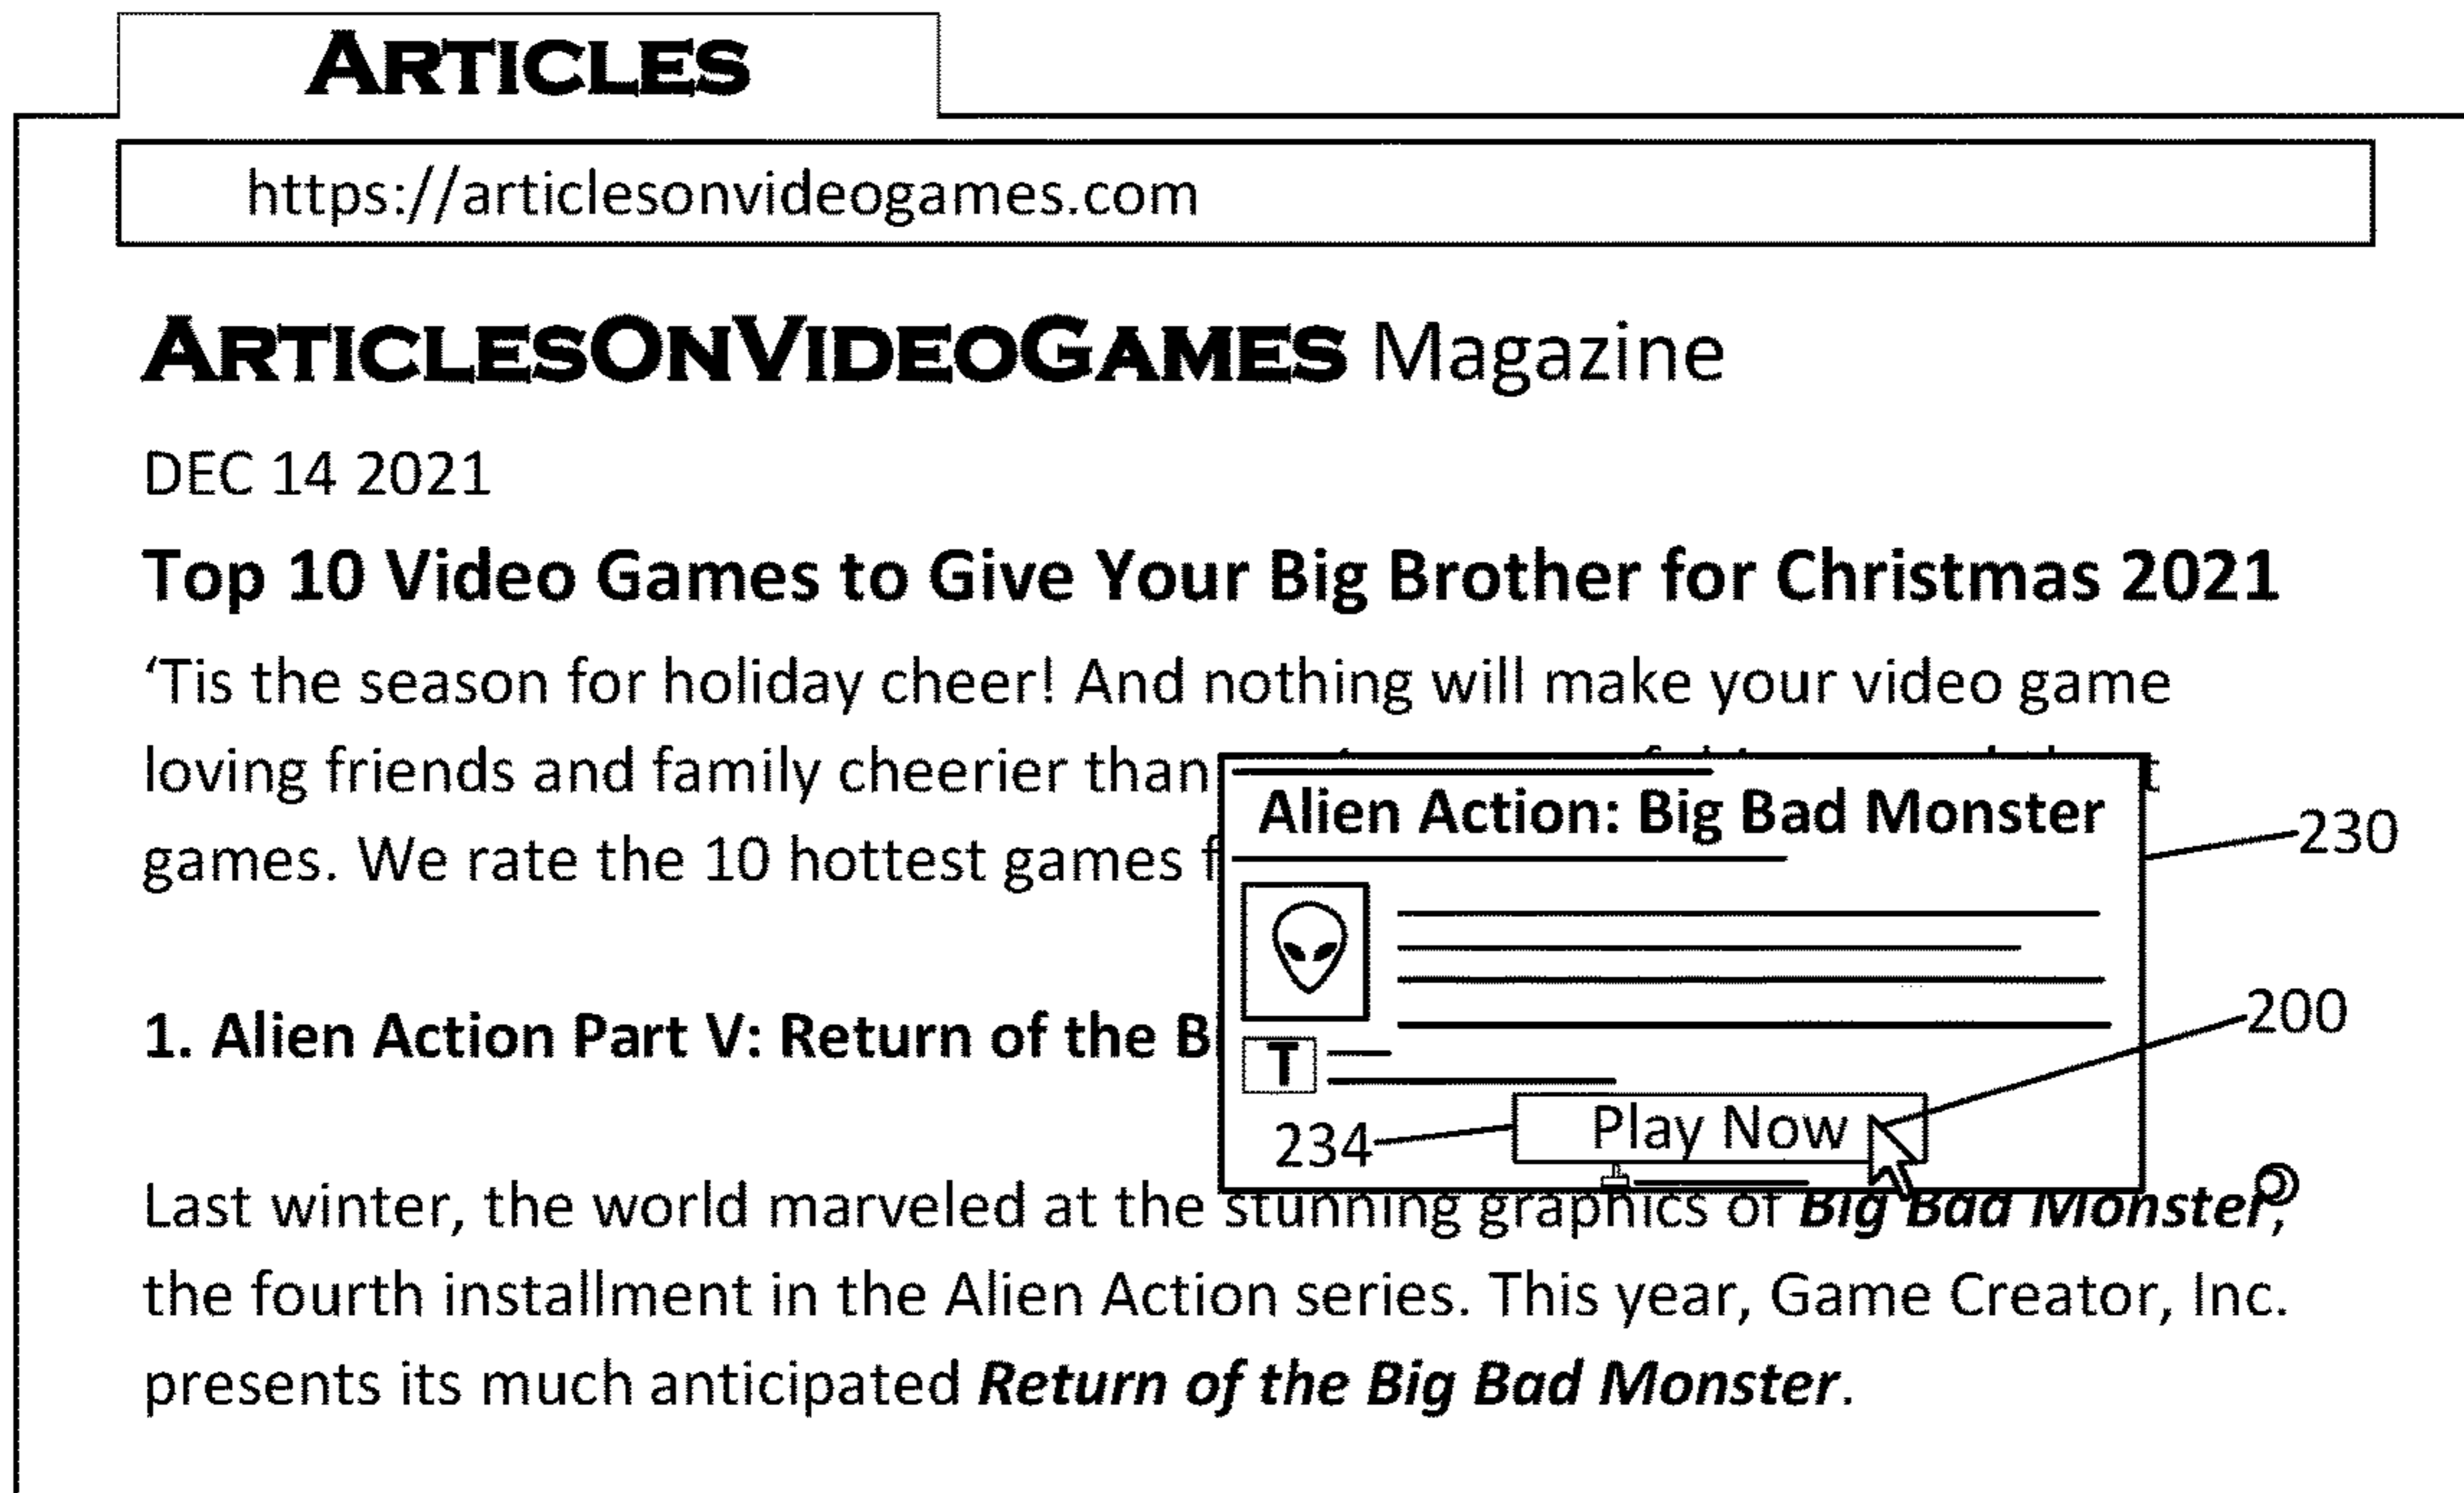 ARTICLES
https://articlesonvideogames.com
ARTICLESONVIDEOGAMES Magazine
DEC 14 2021
Top 10 Video Games to Give Your Big Brother for Christmas 2021
‘Tis the season for holiday cheer! And nothing will make your video game
loving friends and family cheerier than
games. We rate the 10 hottest games
Alien Action: Big Bad Monster
230
1. Alien Action Part V: Return of the
T
200
234
Play Now
Last winter, the world marveled at the stunning graphics of Big Bad Monster,
the fourth installment in the Alien Action series. This year, Game Creator, Inc.
presents its much anticipated Return of the Big Bad Monster.